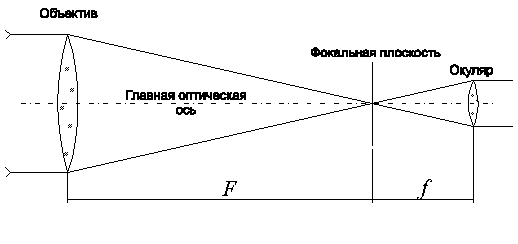 Объектив
Фокальная плоскость
Окуляр
Главная оптическая
ось
F
f